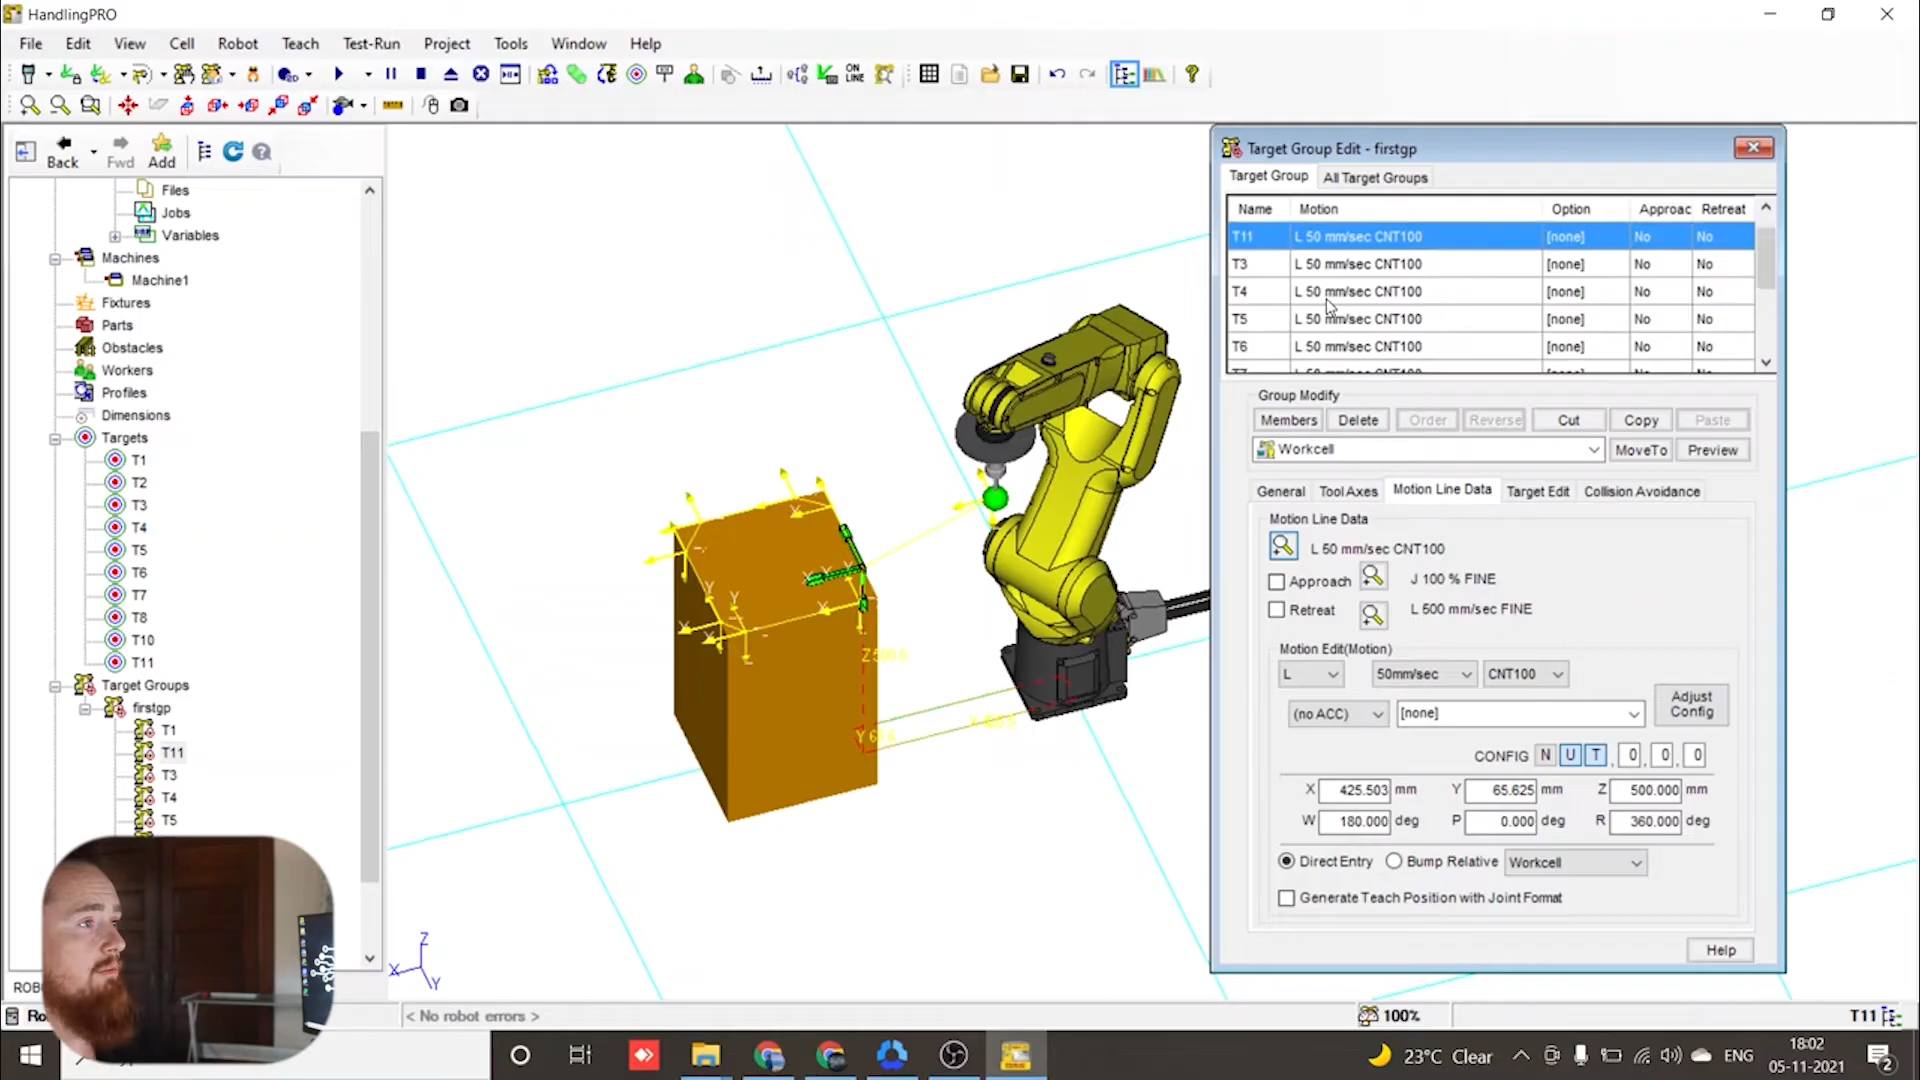 HandlingPRO
File Edit View Cell Robot Teach Test-Run Project Tools Window Help
ON LINE
Back Fwd Add
Files
Jobs
Variables
Machines
Machine1
Fixtures
Parts
Obstacles
Workers
Profiles
Dimensions
Targets
T1
T2
T3
T4
T5
T6
T7
T8
T10
T11
Target Groups
firstgp
T1
T11
T3
T4
T5
Target Group Edit - firstgp
Target Group All Target Groups
Name Motion Option Approac Retreat
T11 L 50 mm/sec CNT100 [none] No No
T3 L 50 mm/sec CNT100 [none] No No
T4 L 50 mm/sec CNT100 [none] No No
T5 L 50 mm/sec CNT100 [none] No No
T6 L 50 mm/sec CNT100 [none] No No
Group Modify
Members Delete Order Reverse Cut Copy Paste
Workcell MoveTo Preview
General Tool Axes Motion Line Data Target Edit Collision Avoidance
Motion Line Data
L 50 mm/sec CNT100
Approach J 100 % FINE
Retreat L 500 mm/sec FINE
Motion Edit(Motion)
L 50mm/sec CNT100
(no ACC) [none] Adjust Config
CONFIG N U T , 0 , 0 , 0
X 425.503 mm Y 65.625 mm Z 500.000 mm
W 180.000 deg P 0.000 deg R 360.000 deg
Direct Entry Bump Relative Workcell
Generate Teach Position with Joint Format
Help
X Y Z
< No robot errors >
100%
T11
23°C Clear
ENG
18:02
05-11-2021
2